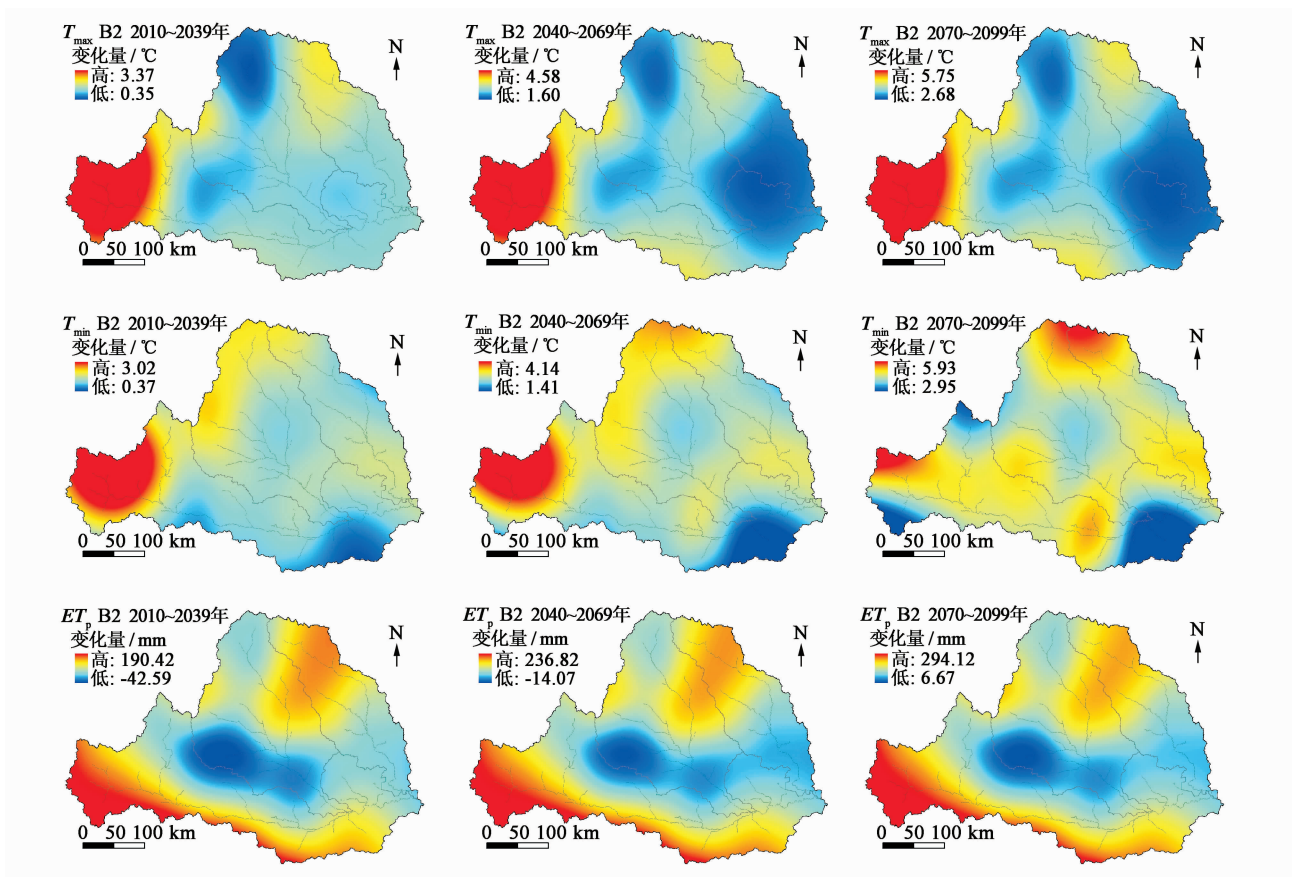 Tmax B2 2010~2039年
变化量 / ℃
高: 3.37
低: 0.35
N
0 50 100 km
Tmax B2 2040~2069年
变化量 / ℃
高: 4.58
低: 1.60
N
0 50 100 km
Tmax B2 2070~2099年
变化量 / ℃
高: 5.75
低: 2.68
N
0 50 100 km
Tmin B2 2010~2039年
变化量 / ℃
高: 3.02
低: 0.37
N
0 50 100 km
Tmin B2 2040~2069年
变化量 / ℃
高: 4.14
低: 1.41
N
0 50 100 km
Tmin B2 2070~2099年
变化量 / ℃
高: 5.93
低: 2.95
N
0 50 100 km
ETp B2 2010~2039年
变化量 / mm
高: 190.42
低: -42.59
N
0 50 100 km
ETp B2 2040~2069年
变化量 / mm
高: 236.82
低: -14.07
N
0 50 100 km
ETp B2 2070~2099年
变化量 / mm
高: 294.12
低: 6.67
N
0 50 100 km